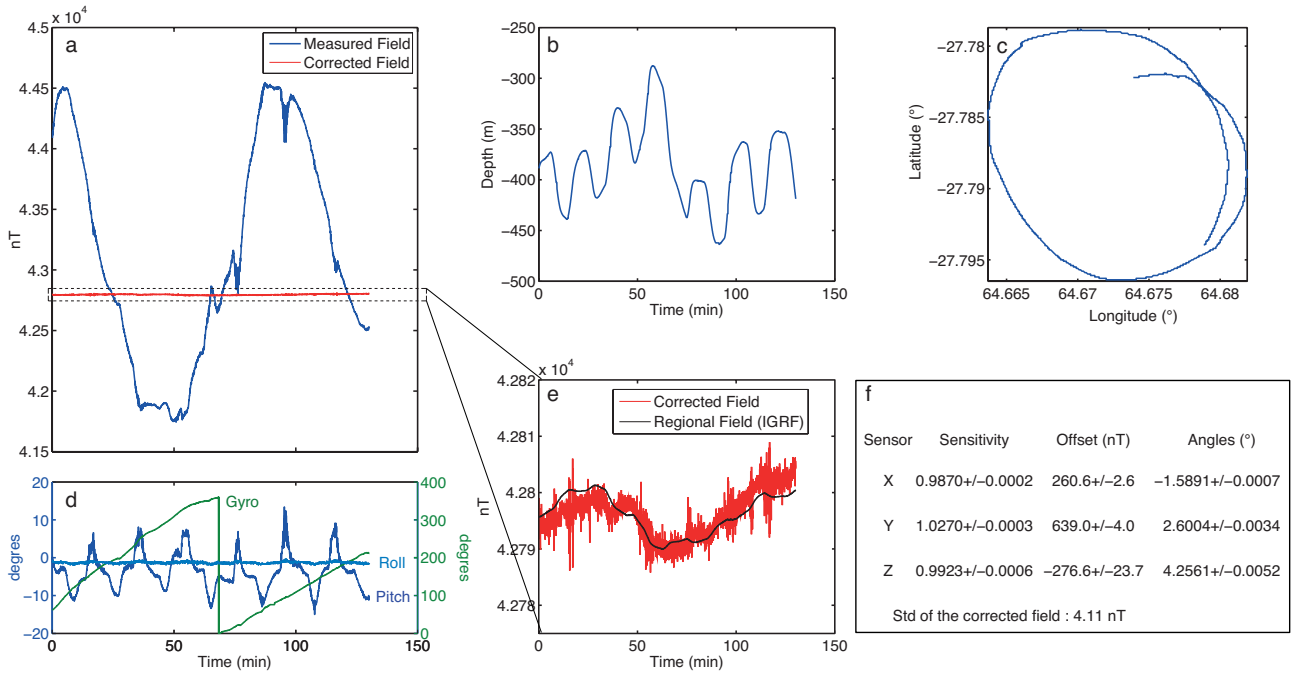 x 10⁴
4.5
4.45
4.4
4.35
4.3
4.25
4.2
4.15
nT
a
Measured Field
Corrected Field
0
50
100
150
b
−250
−300
−350
−400
−450
−500
Depth (m)
0
50
100
150
Time (min)
c
−27.78
−27.785
−27.79
−27.795
Latitude (°)
64.665
64.67
64.675
64.68
Longitude (°)
d
20
10
0
−10
−20
degres
Gyro
Roll
Pitch
400
300
200
100
0
degres
0
50
100
150
Time (min)
x 10⁴
e
4.282
4.281
4.28
4.279
4.278
nT
Corrected Field
Regional Field (IGRF)
0
50
100
150
Time (min)
f
Sensor Sensitivity Offset (nT) Angles (°)
X 0.9870+/−0.0002 260.6+/−2.6 −1.5891+/−0.0007
Y 1.0270+/−0.0003 639.0+/−4.0 2.6004+/−0.0034
Z 0.9923+/−0.0006 −276.6+/−23.7 4.2561+/−0.0052
Std of the corrected field : 4.11 nT